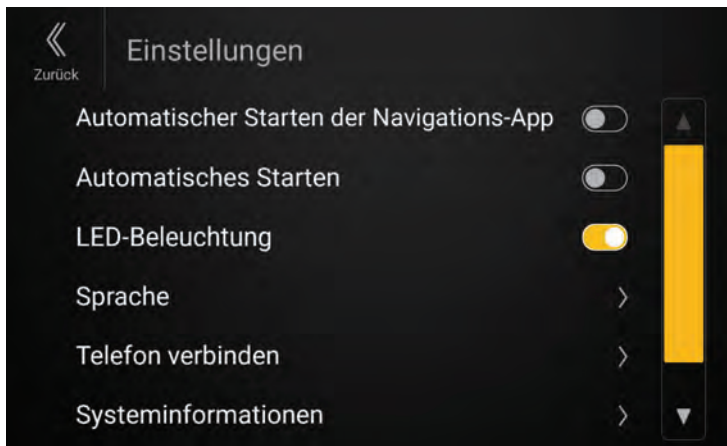 Zurück
Einstellungen
Automatischer Starten der Navigations-App
Automatisches Starten
LED-Beleuchtung
Sprache
Telefon verbinden
Systeminformationen